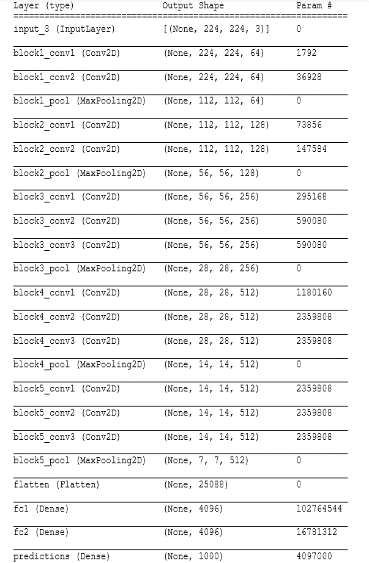 Layer (type) Output Shape Param #
input_3 (InputLayer) [(None, 224, 224, 3)] 0
block1_conv1 (Conv2D) (None, 224, 224, 64) 1792
block1_conv2 (Conv2D) (None, 224, 224, 64) 36928
block1_pool (MaxPooling2D) (None, 112, 112, 64) 0
block2_conv1 (Conv2D) (None, 112, 112, 128) 73856
block2_conv2 (Conv2D) (None, 112, 112, 128) 147584
block2_pool (MaxPooling2D) (None, 56, 56, 128) 0
block3_conv1 (Conv2D) (None, 56, 56, 256) 295168
block3_conv2 (Conv2D) (None, 56, 56, 256) 590080
block3_conv3 (Conv2D) (None, 56, 56, 256) 590080
block3_pool (MaxPooling2D) (None, 28, 28, 256) 0
block4_conv1 (Conv2D) (None, 28, 28, 512) 1180160
block4_conv2 (Conv2D) (None, 28, 28, 512) 2359808
block4_conv3 (Conv2D) (None, 28, 28, 512) 2359808
block4_pool (MaxPooling2D) (None, 14, 14, 512) 0
block5_conv1 (Conv2D) (None, 14, 14, 512) 2359808
block5_conv2 (Conv2D) (None, 14, 14, 512) 2359808
block5_conv3 (Conv2D) (None, 14, 14, 512) 2359808
block5_pool (MaxPooling2D) (None, 7, 7, 512) 0
flatten (Flatten) (None, 25088) 0
fc1 (Dense) (None, 4096) 102764544
fc2 (Dense) (None, 4096) 16781312
predictions (Dense) (None, 1000) 4097000